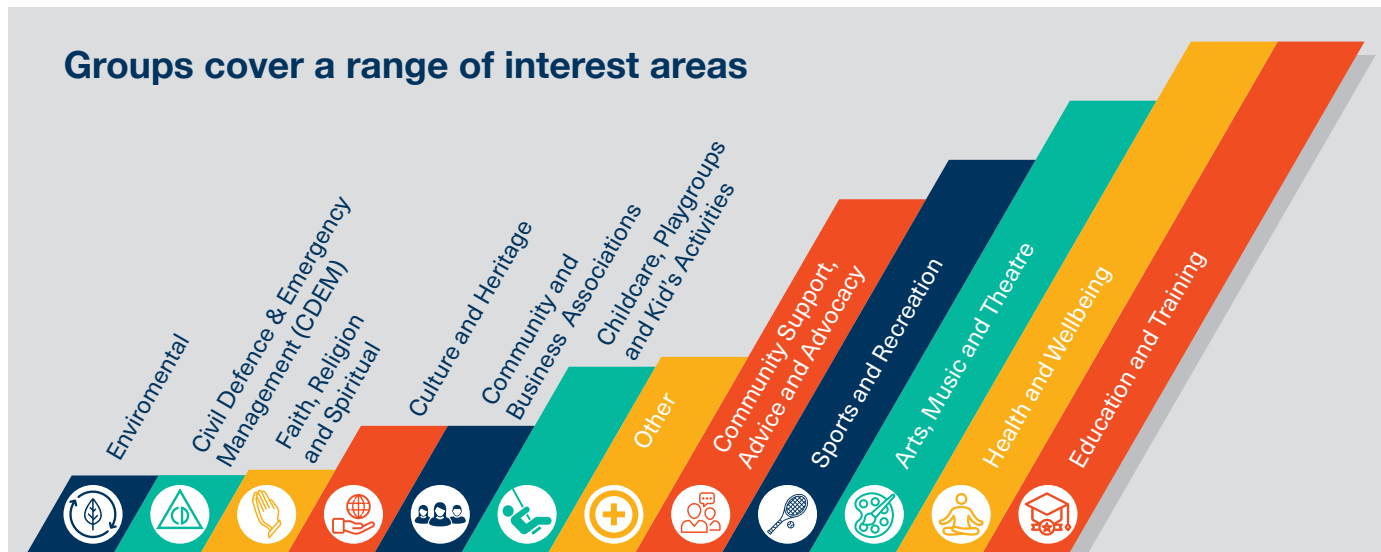 Groups cover a range of interest areas
Enviromental
Civil Defence & Emergency
Management (CDEM)
Faith, Religion
and Spiritual
Culture and Heritage
Community and
Business Associations
Childcare, Playgroups
and Kid's Activities
Other
Community Support,
Advice and Advocacy
Sports and Recreation
Arts, Music and Theatre
Health and Wellbeing
Education and Training
CD